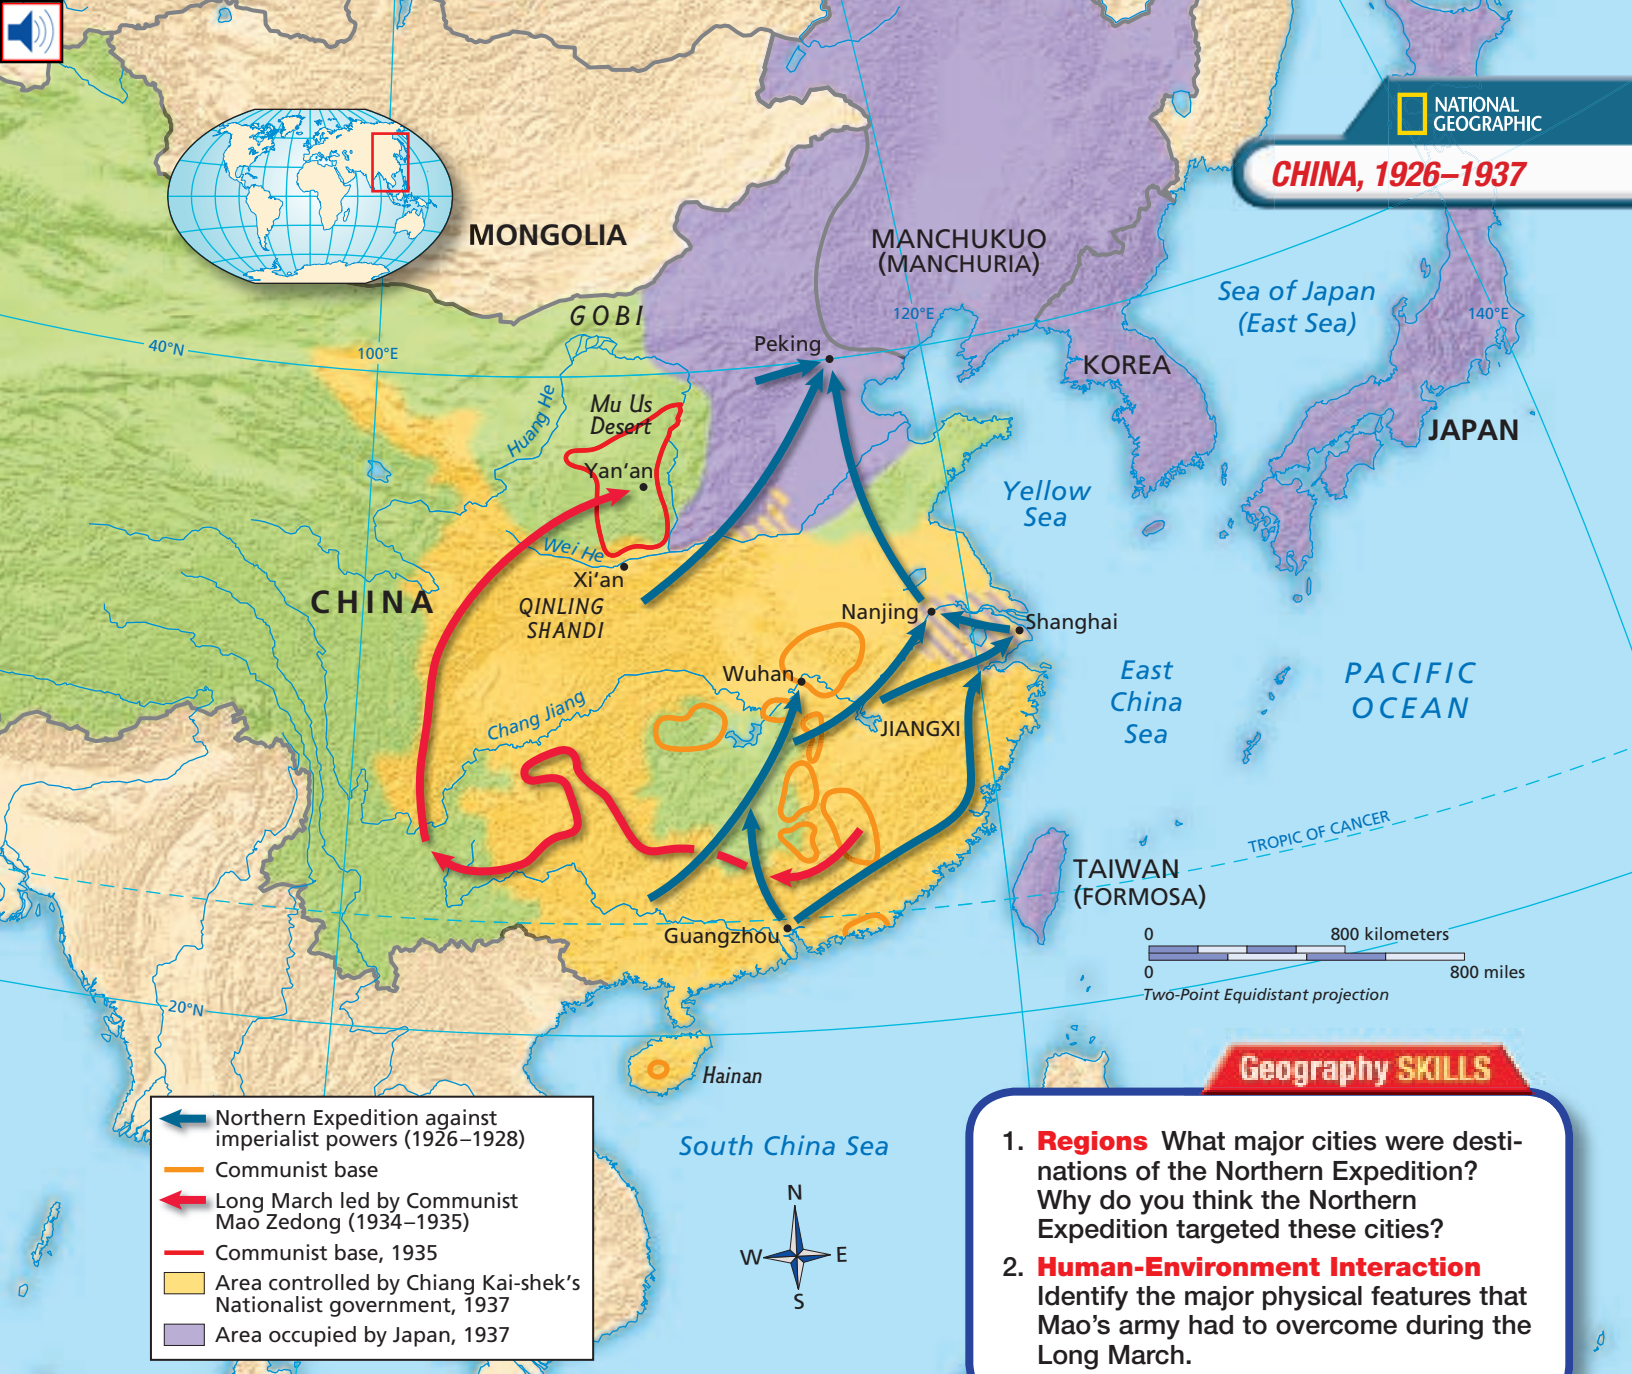 NATIONAL
GEOGRAPHIC
CHINA, 1926–1937
MONGOLIA
MANCHUKUO
(MANCHURIA)
GOBI
Sea of Japan
(East Sea)
120°E
140°E
40°N
100°E
Peking
KOREA
Huang He
Mu Us
Desert
JAPAN
Yan'an
Yellow
Sea
Wei He
Xi'an
CHINA
QINLING
SHANDI
Nanjing
Shanghai
Wuhan
East
China
Sea
PACIFIC
OCEAN
Chang Jiang
JIANGXI
TROPIC OF CANCER
TAIWAN
(FORMOSA)
Guangzhou
0
800 kilometers
0
800 miles
Two-Point Equidistant projection
20°N
Hainan
South China Sea
N
W
E
S
Northern Expedition against
imperialist powers (1926–1928)
Communist base
Long March led by Communist
Mao Zedong (1934–1935)
Communist base, 1935
Area controlled by Chiang Kai-shek's
Nationalist government, 1937
Area occupied by Japan, 1937
Geography SKILLS
1. Regions What major cities were desti-
nations of the Northern Expedition?
Why do you think the Northern
Expedition targeted these cities?
2. Human-Environment Interaction
Identify the major physical features that
Mao's army had to overcome during the
Long March.